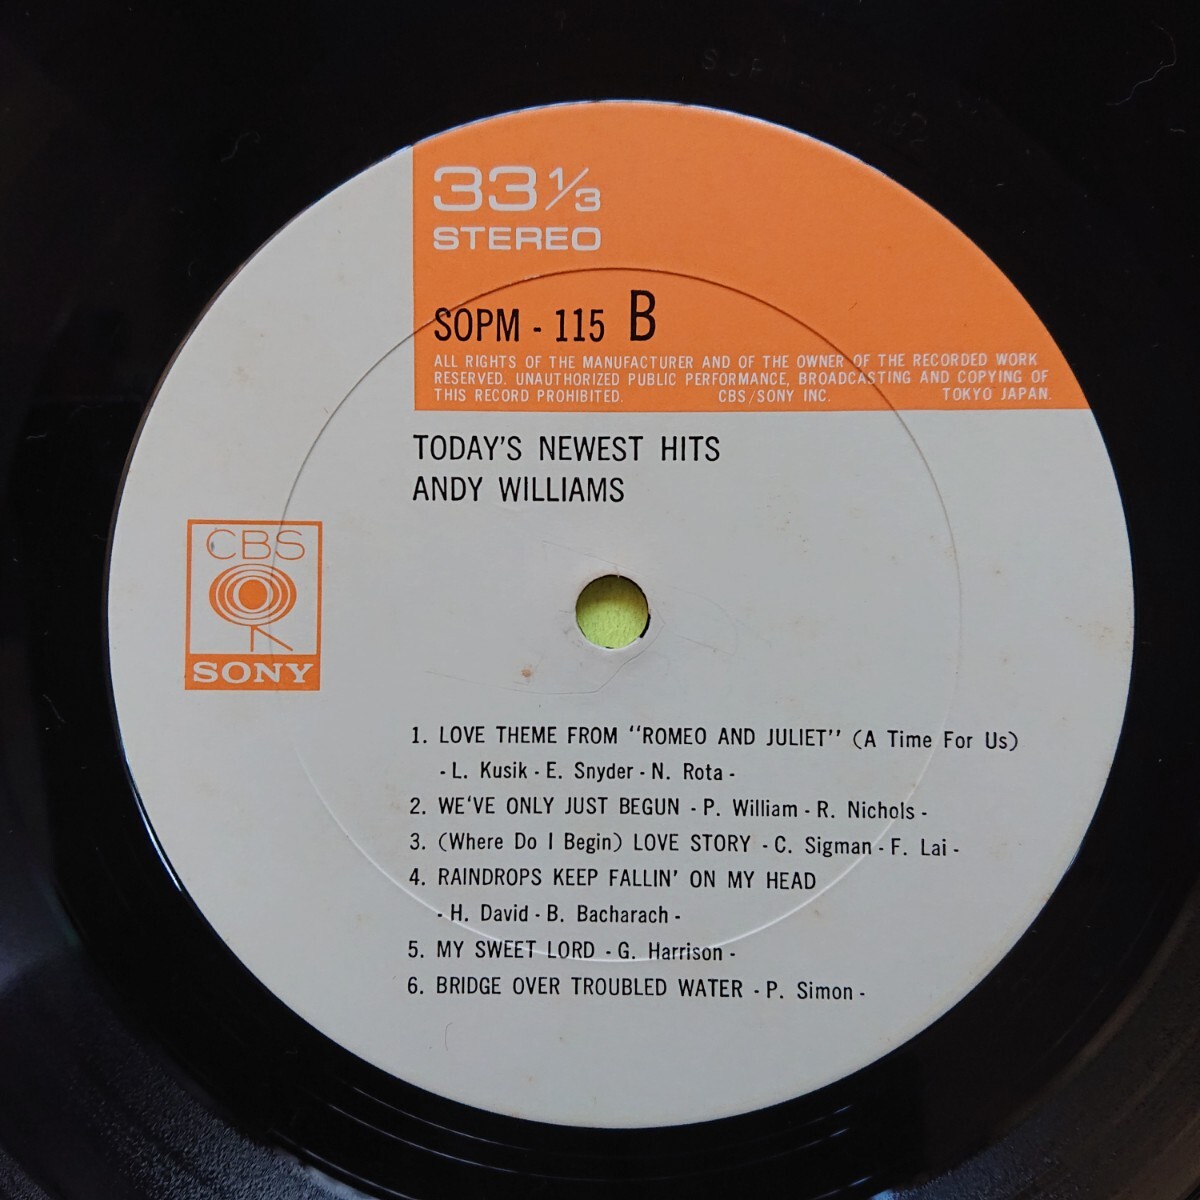 33 1/3
STEREO
SOPM - 115 B
ALL RIGHTS OF THE MANUFACTURER AND OF THE OWNER OF THE RECORDED WORK
RESERVED. UNAUTHORIZED PUBLIC PERFORMANCE, BROADCASTING AND COPYING OF
THIS RECORD PROHIBITED. CBS/SONY INC. TOKYO JAPAN.
TODAY'S NEWEST HITS
ANDY WILLIAMS
CBS
SONY
1. LOVE THEME FROM "ROMEO AND JULIET" (A Time For Us)
- L. Kusik - E. Snyder - N. Rota -
2. WE'VE ONLY JUST BEGUN - P. William - R. Nichols -
3. (Where Do I Begin) LOVE STORY - C. Sigman - F. Lai -
4. RAINDROPS KEEP FALLIN' ON MY HEAD
- H. David - B. Bacharach -
5. MY SWEET LORD - G. Harrison -
6. BRIDGE OVER TROUBLED WATER - P. Simon -